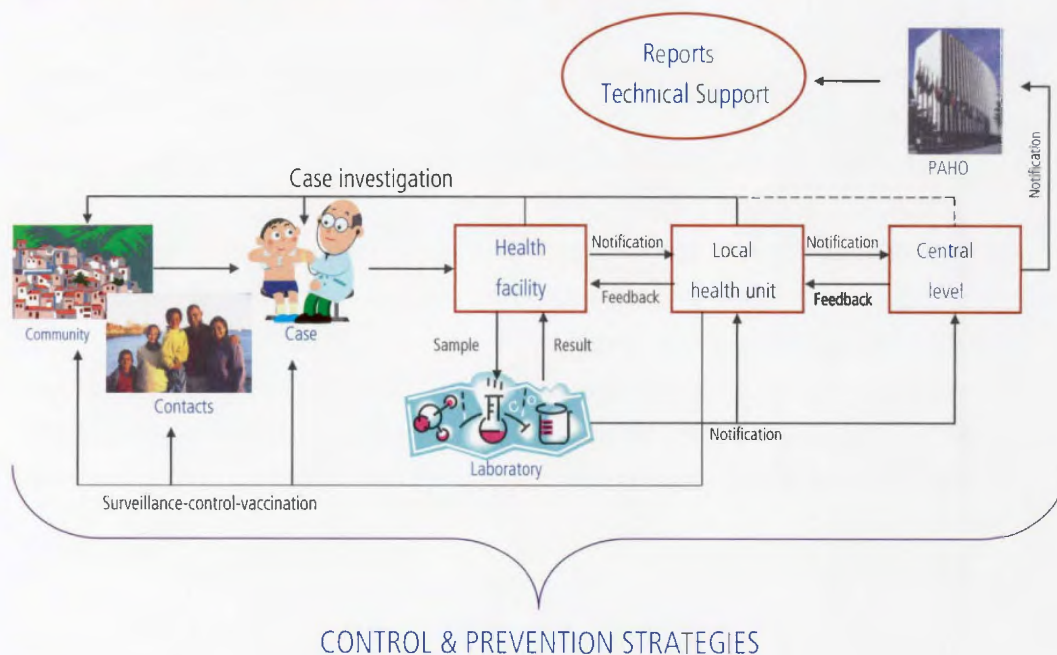 Reports
Technical Support
PAHO
Notification
Case investigation
Community
Contacts
Case
Health
facility
Notification
Feedback
Local
health unit
Notification
Feedback
Central
level
Sample
Result
Laboratory
Notification
Surveillance-control-vaccination
CONTROL & PREVENTION STRATEGIES